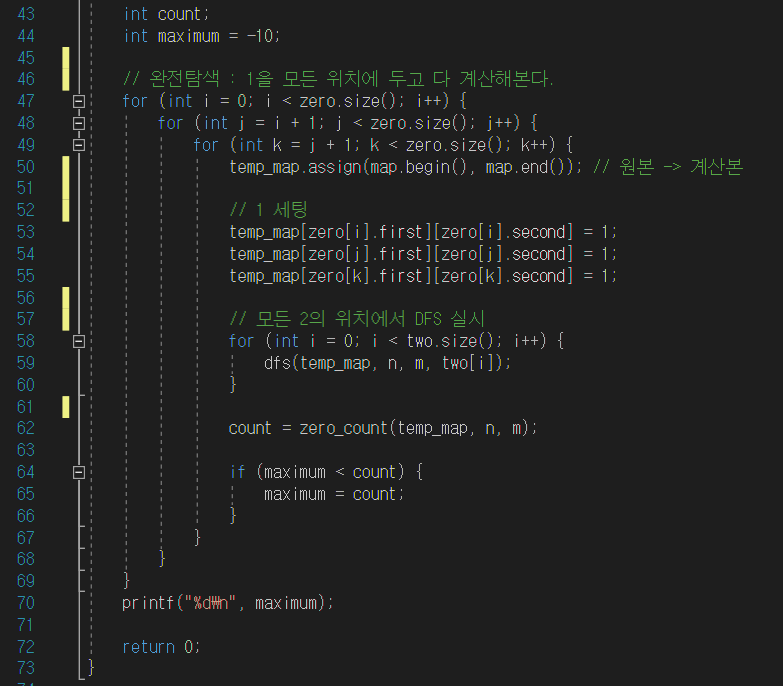 43 int count;
44 int maximum = -10;
45
46 // 완전탐색 : 1을 모든 위치에 두고 다 계산해본다.
47 for (int i = 0; i < zero.size(); i++) {
48 for (int j = i + 1; j < zero.size(); j++) {
49 for (int k = j + 1; k < zero.size(); k++) {
50 temp_map.assign(map.begin(), map.end()); // 원본 -> 계산본
51
52 // 1 세팅
53 temp_map[zero[i].first][zero[i].second] = 1;
54 temp_map[zero[j].first][zero[j].second] = 1;
55 temp_map[zero[k].first][zero[k].second] = 1;
56
57 // 모든 2의 위치에서 DFS 실시
58 for (int i = 0; i < two.size(); i++) {
59 dfs(temp_map, n, m, two[i]);
60 }
61
62 count = zero_count(temp_map, n, m);
63
64 if (maximum < count) {
65 maximum = count;
66 }
67 }
68 }
69 }
70 printf("%d₩n", maximum);
71
72 return 0;
73 }